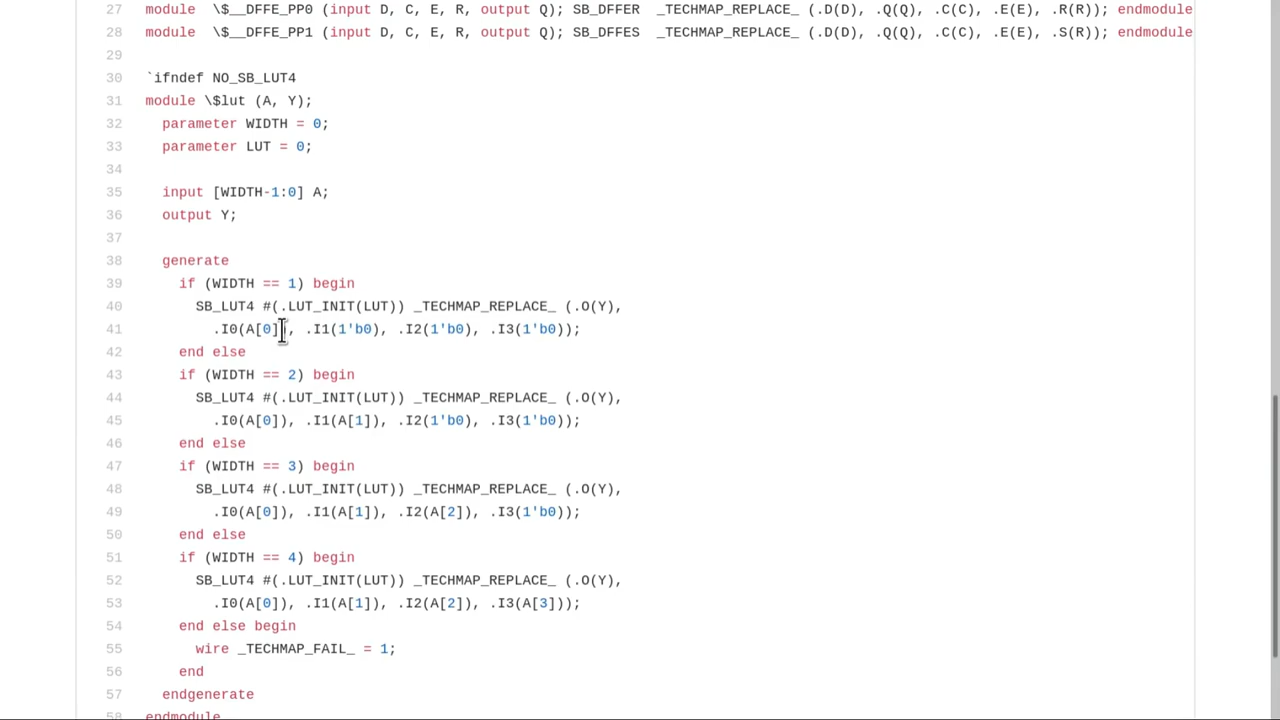 27 module \$__DFFE_PP0 (input D, C, E, R, output Q); SB_DFFER _TECHMAP_REPLACE_ (.D(D), .Q(Q), .C(C), .E(E), .R(R)); endmodule
28 module \$__DFFE_PP1 (input D, C, E, R, output Q); SB_DFFES _TECHMAP_REPLACE_ (.D(D), .Q(Q), .C(C), .E(E), .S(R)); endmodule
29
30 `ifndef NO_SB_LUT4
31 module \$lut (A, Y);
32 parameter WIDTH = 0;
33 parameter LUT = 0;
34
35 input [WIDTH-1:0] A;
36 output Y;
37
38 generate
39 if (WIDTH == 1) begin
40 SB_LUT4 #(.LUT_INIT(LUT)) _TECHMAP_REPLACE_ (.O(Y),
41 .I0(A[0]), .I1(1'b0), .I2(1'b0), .I3(1'b0));
42 end else
43 if (WIDTH == 2) begin
44 SB_LUT4 #(.LUT_INIT(LUT)) _TECHMAP_REPLACE_ (.O(Y),
45 .I0(A[0]), .I1(A[1]), .I2(1'b0), .I3(1'b0));
46 end else
47 if (WIDTH == 3) begin
48 SB_LUT4 #(.LUT_INIT(LUT)) _TECHMAP_REPLACE_ (.O(Y),
49 .I0(A[0]), .I1(A[1]), .I2(A[2]), .I3(1'b0));
50 end else
51 if (WIDTH == 4) begin
52 SB_LUT4 #(.LUT_INIT(LUT)) _TECHMAP_REPLACE_ (.O(Y),
53 .I0(A[0]), .I1(A[1]), .I2(A[2]), .I3(A[3]));
54 end else begin
55 wire _TECHMAP_FAIL_ = 1;
56 end
57 endgenerate
58 endmodule